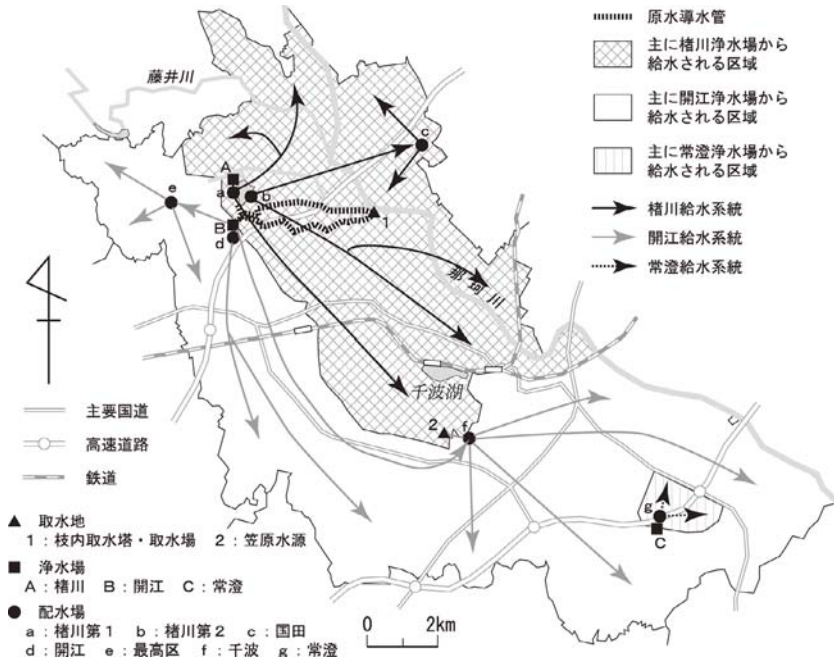 藤井川
A
a
b
c
e
B
d
1
那珂川
千波湖
2
f
g
C
原水導水管
主に楮川浄水場から
給水される区域
主に開江浄水場から
給水される区域
主に常澄浄水場から
給水される区域
楮川給水系統
開江給水系統
常澄給水系統
主要国道
高速道路
鉄道
▲ 取水地
1：枝内取水塔・取水場 2：笠原水源
■ 浄水場
A：楮川 B：開江 C：常澄
● 配水場
a：楮川第1 b：楮川第2 c：国田
d：開江 e：最高区 f：千波 g：常澄
0 2km